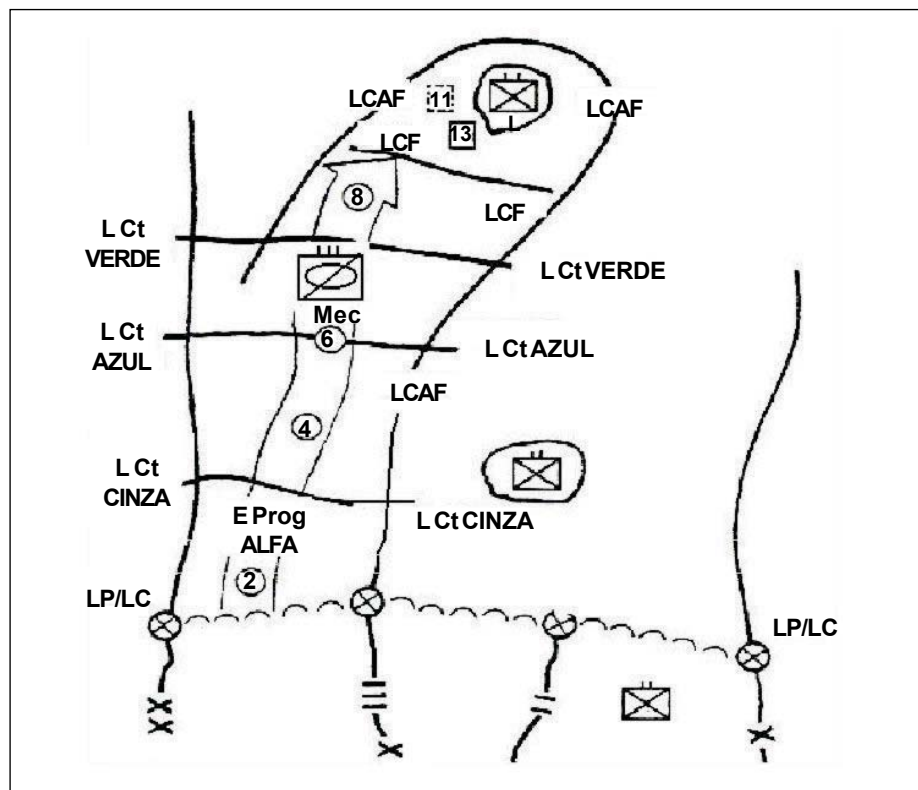 LCAF
11
LCAF
13
LCF
8
LCF
L Ct
VERDE
L Ct VERDE
Mec
L Ct
AZUL
6
L Ct AZUL
LCAF
4
L Ct
CINZA
L Ct CINZA
E Prog
ALFA
2
LP/LC
LP/LC